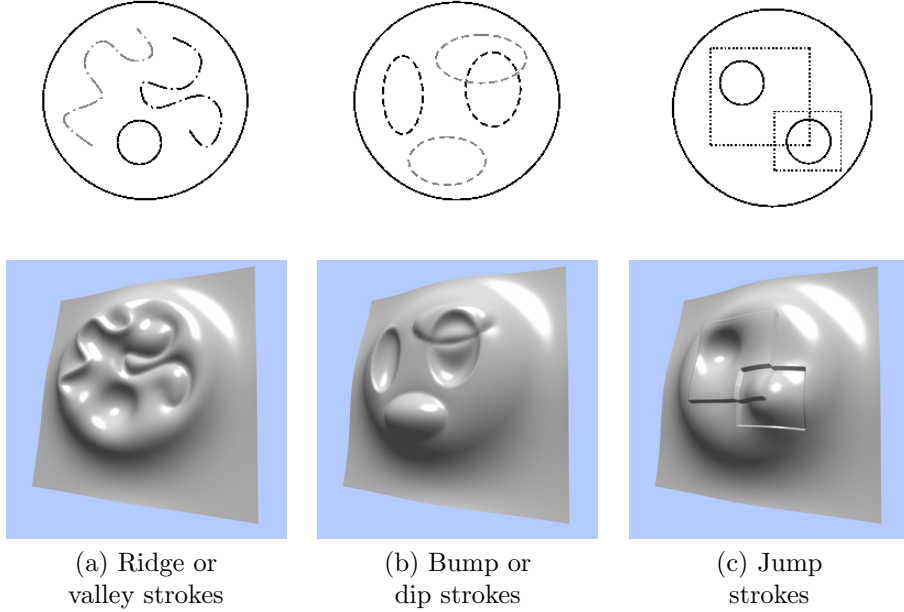 (a) Ridge or
valley strokes
(b) Bump or
dip strokes
(c) Jump
strokes